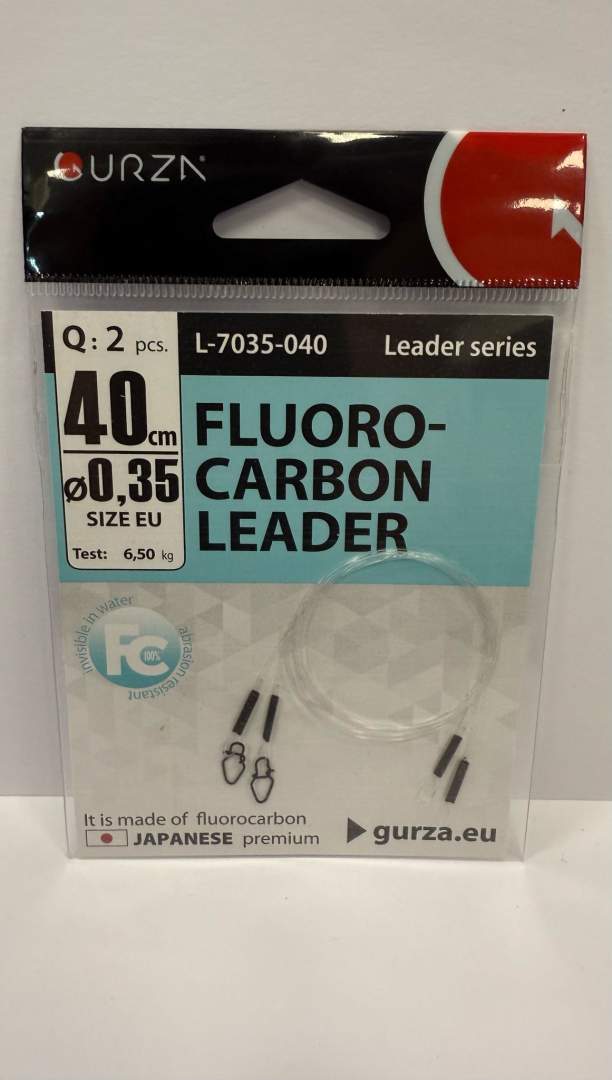 GURZA®
Q: 2 pcs.
L-7035-040
Leader series
40cm
ø0,35
SIZE EU
Test: 6,50 kg
FLUORO-
CARBON
LEADER
invisible in water
FC
100%
abrasion resistant
It is made of fluorocarbon
JAPANESE premium
gurza.eu